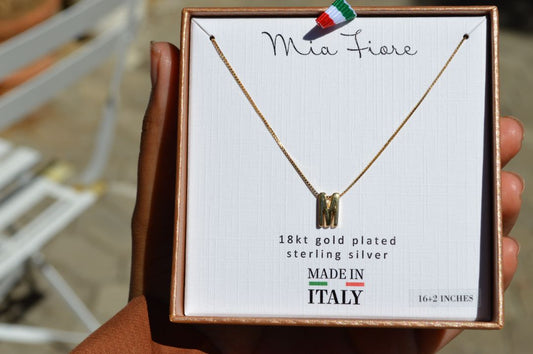 Mia Fiore
M
18kt gold plated
sterling silver
MADE IN
ITALY
16+2 INCHES